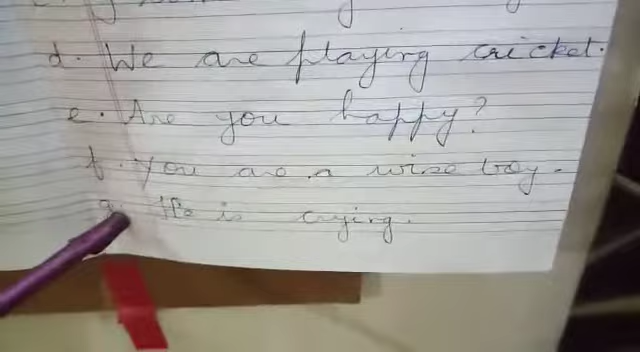 d. We are playing cricket.
e. Are you happy?
f. you are a wise boy.
g. He is crying.